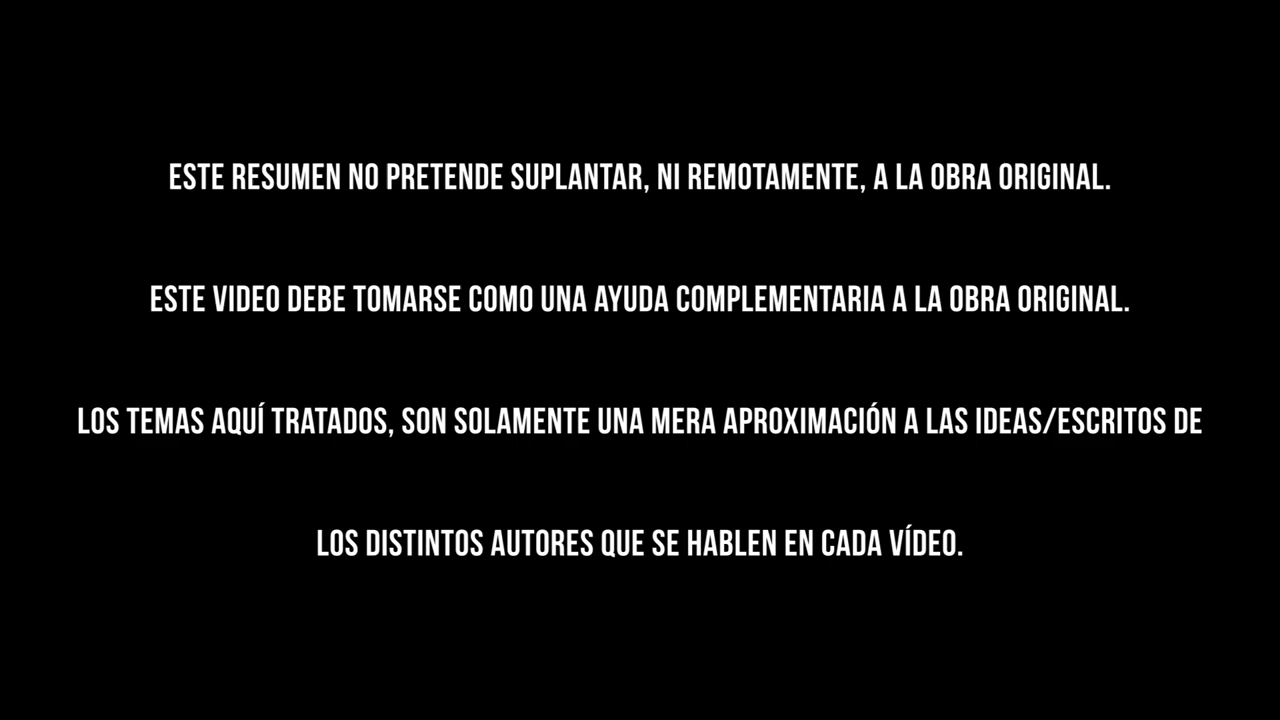 ESTE RESUMEN NO PRETENDE SUPLANTAR, NI REMOTAMENTE, A LA OBRA ORIGINAL.
ESTE VIDEO DEBE TOMARSE COMO UNA AYUDA COMPLEMENTARIA A LA OBRA ORIGINAL.
LOS TEMAS AQUÍ TRATADOS, SON SOLAMENTE UNA MERA APROXIMACIÓN A LAS IDEAS/ESCRITOS DE
LOS DISTINTOS AUTORES QUE SE HABLEN EN CADA VÍDEO.